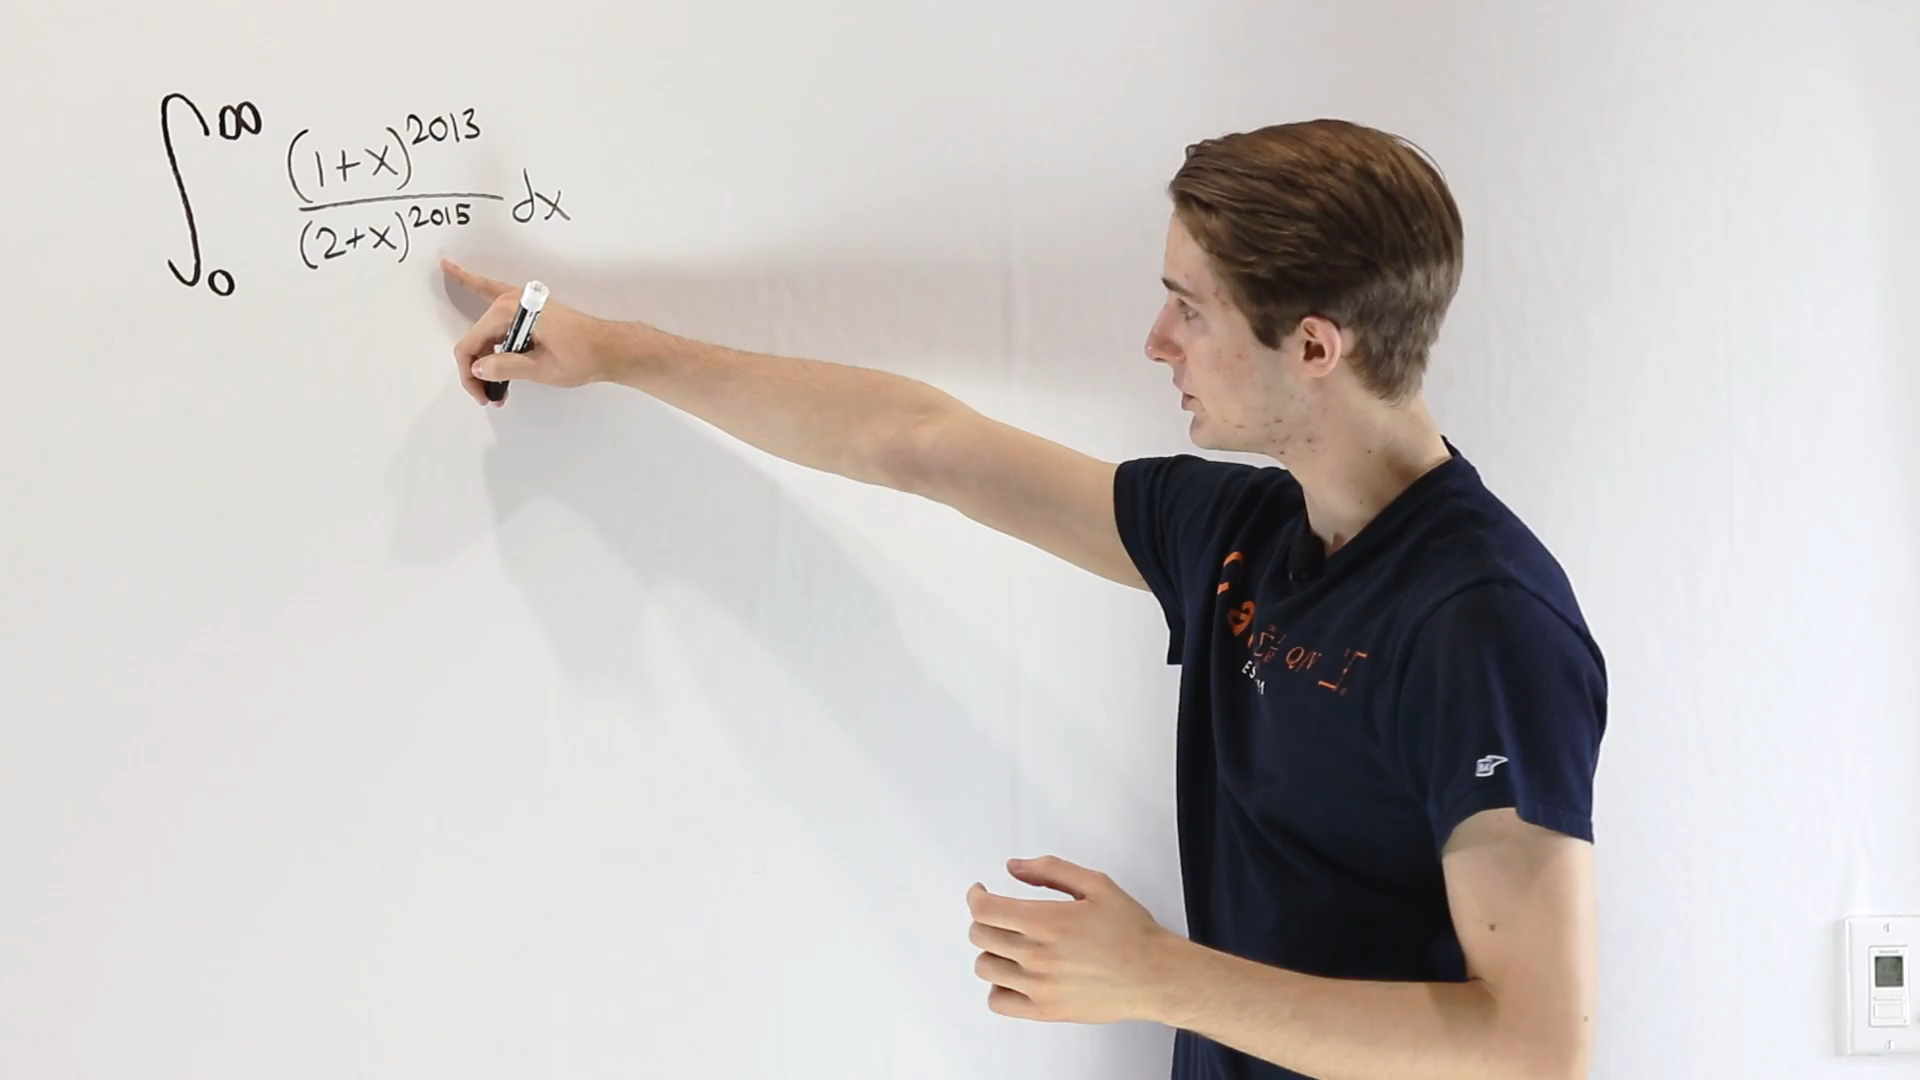 ∫₀^∞ (1+x)^2013 / (2+x)^2015 dx